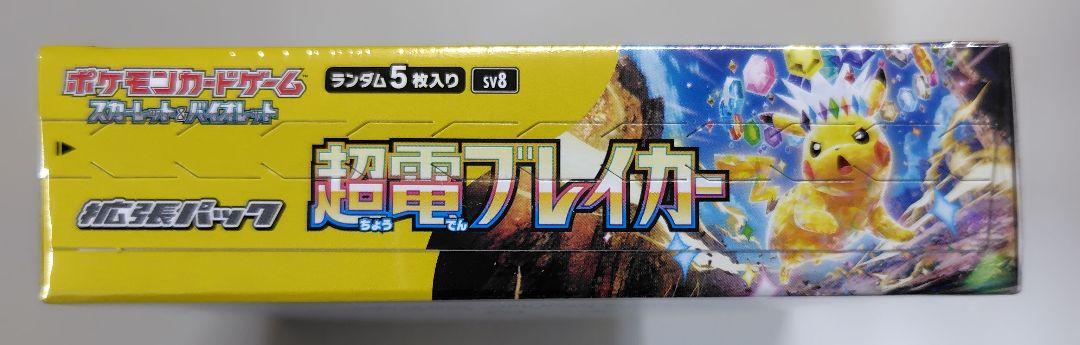 ポケモンカードゲーム
スカーレット&バイオレット
ランダム5枚入り
SV8
拡張パック
超電ブレイカー
ちょう でん